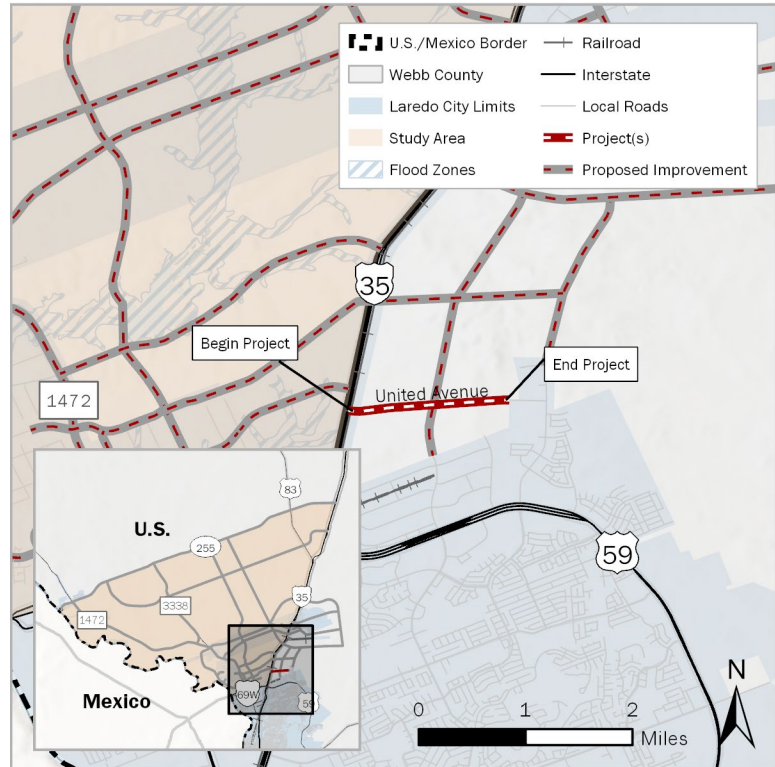 U.S./Mexico Border
Webb County
Laredo City Limits
Study Area
Flood Zones
Railroad
Interstate
Local Roads
Project(s)
Proposed Improvement
35
Begin Project
End Project
United Avenue
1472
59
83
U.S.
255
35
3338
1472
69W
59
Mexico
N
0 1 2
Miles